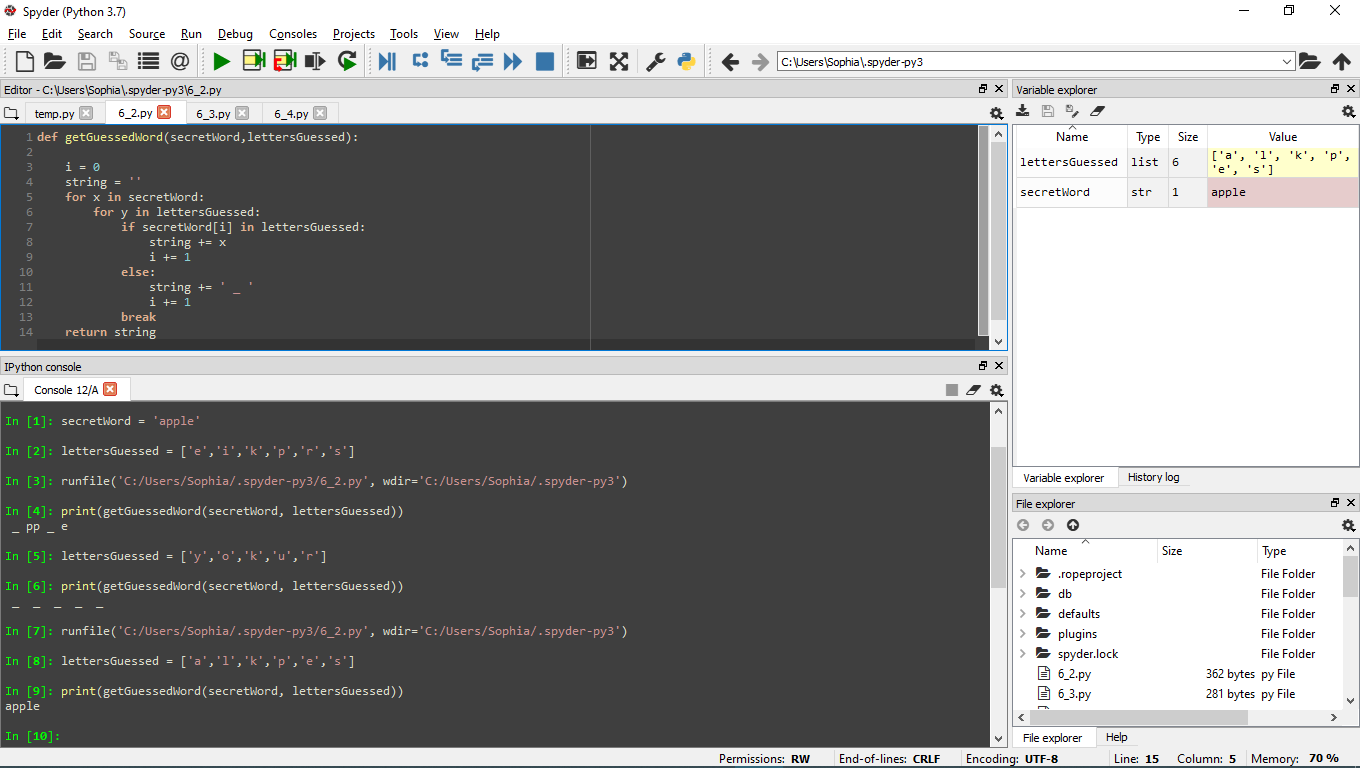 Spyder (Python 3.7)
File Edit Search Source Run Debug Consoles Projects Tools View Help
C:\Users\Sophia\.spyder-py3
Editor - C:\Users\Sophia\.spyder-py3\6_2.py
temp.py 6_2.py 6_3.py 6_4.py
1 def getGuessedWord(secretWord,lettersGuessed):
2
3     i = 0
4     string = ''
5     for x in secretWord:
6         for y in lettersGuessed:
7             if secretWord[i] in lettersGuessed:
8                 string += x
9                 i += 1
10             else:
11                 string += ' _ '
12                 i += 1
13             break
14     return string
IPython console
Console 12/A
In [1]: secretWord = 'apple'
In [2]: lettersGuessed = ['e','i','k','p','r','s']
In [3]: runfile('C:/Users/Sophia/.spyder-py3/6_2.py', wdir='C:/Users/Sophia/.spyder-py3')
In [4]: print(getGuessedWord(secretWord, lettersGuessed))
 _ pp _ e
In [5]: lettersGuessed = ['y','o','k','u','r']
In [6]: print(getGuessedWord(secretWord, lettersGuessed))
 _  _  _  _  _
In [7]: runfile('C:/Users/Sophia/.spyder-py3/6_2.py', wdir='C:/Users/Sophia/.spyder-py3')
In [8]: lettersGuessed = ['a','l','k','p','e','s']
In [9]: print(getGuessedWord(secretWord, lettersGuessed))
apple
In [10]:
Variable explorer
Name Type Size Value
lettersGuessed list 6 ['a', 'l', 'k', 'p',
'e', 's']
secretWord str 1 apple
Variable explorer History log
File explorer
Name Size Type
.ropeproject File Folder
db File Folder
defaults File Folder
plugins File Folder
spyder.lock File Folder
6_2.py 362 bytes py File
6_3.py 281 bytes py File
File explorer Help
Permissions: RW End-of-lines: CRLF Encoding: UTF-8 Line: 15 Column: 5 Memory: 70 %